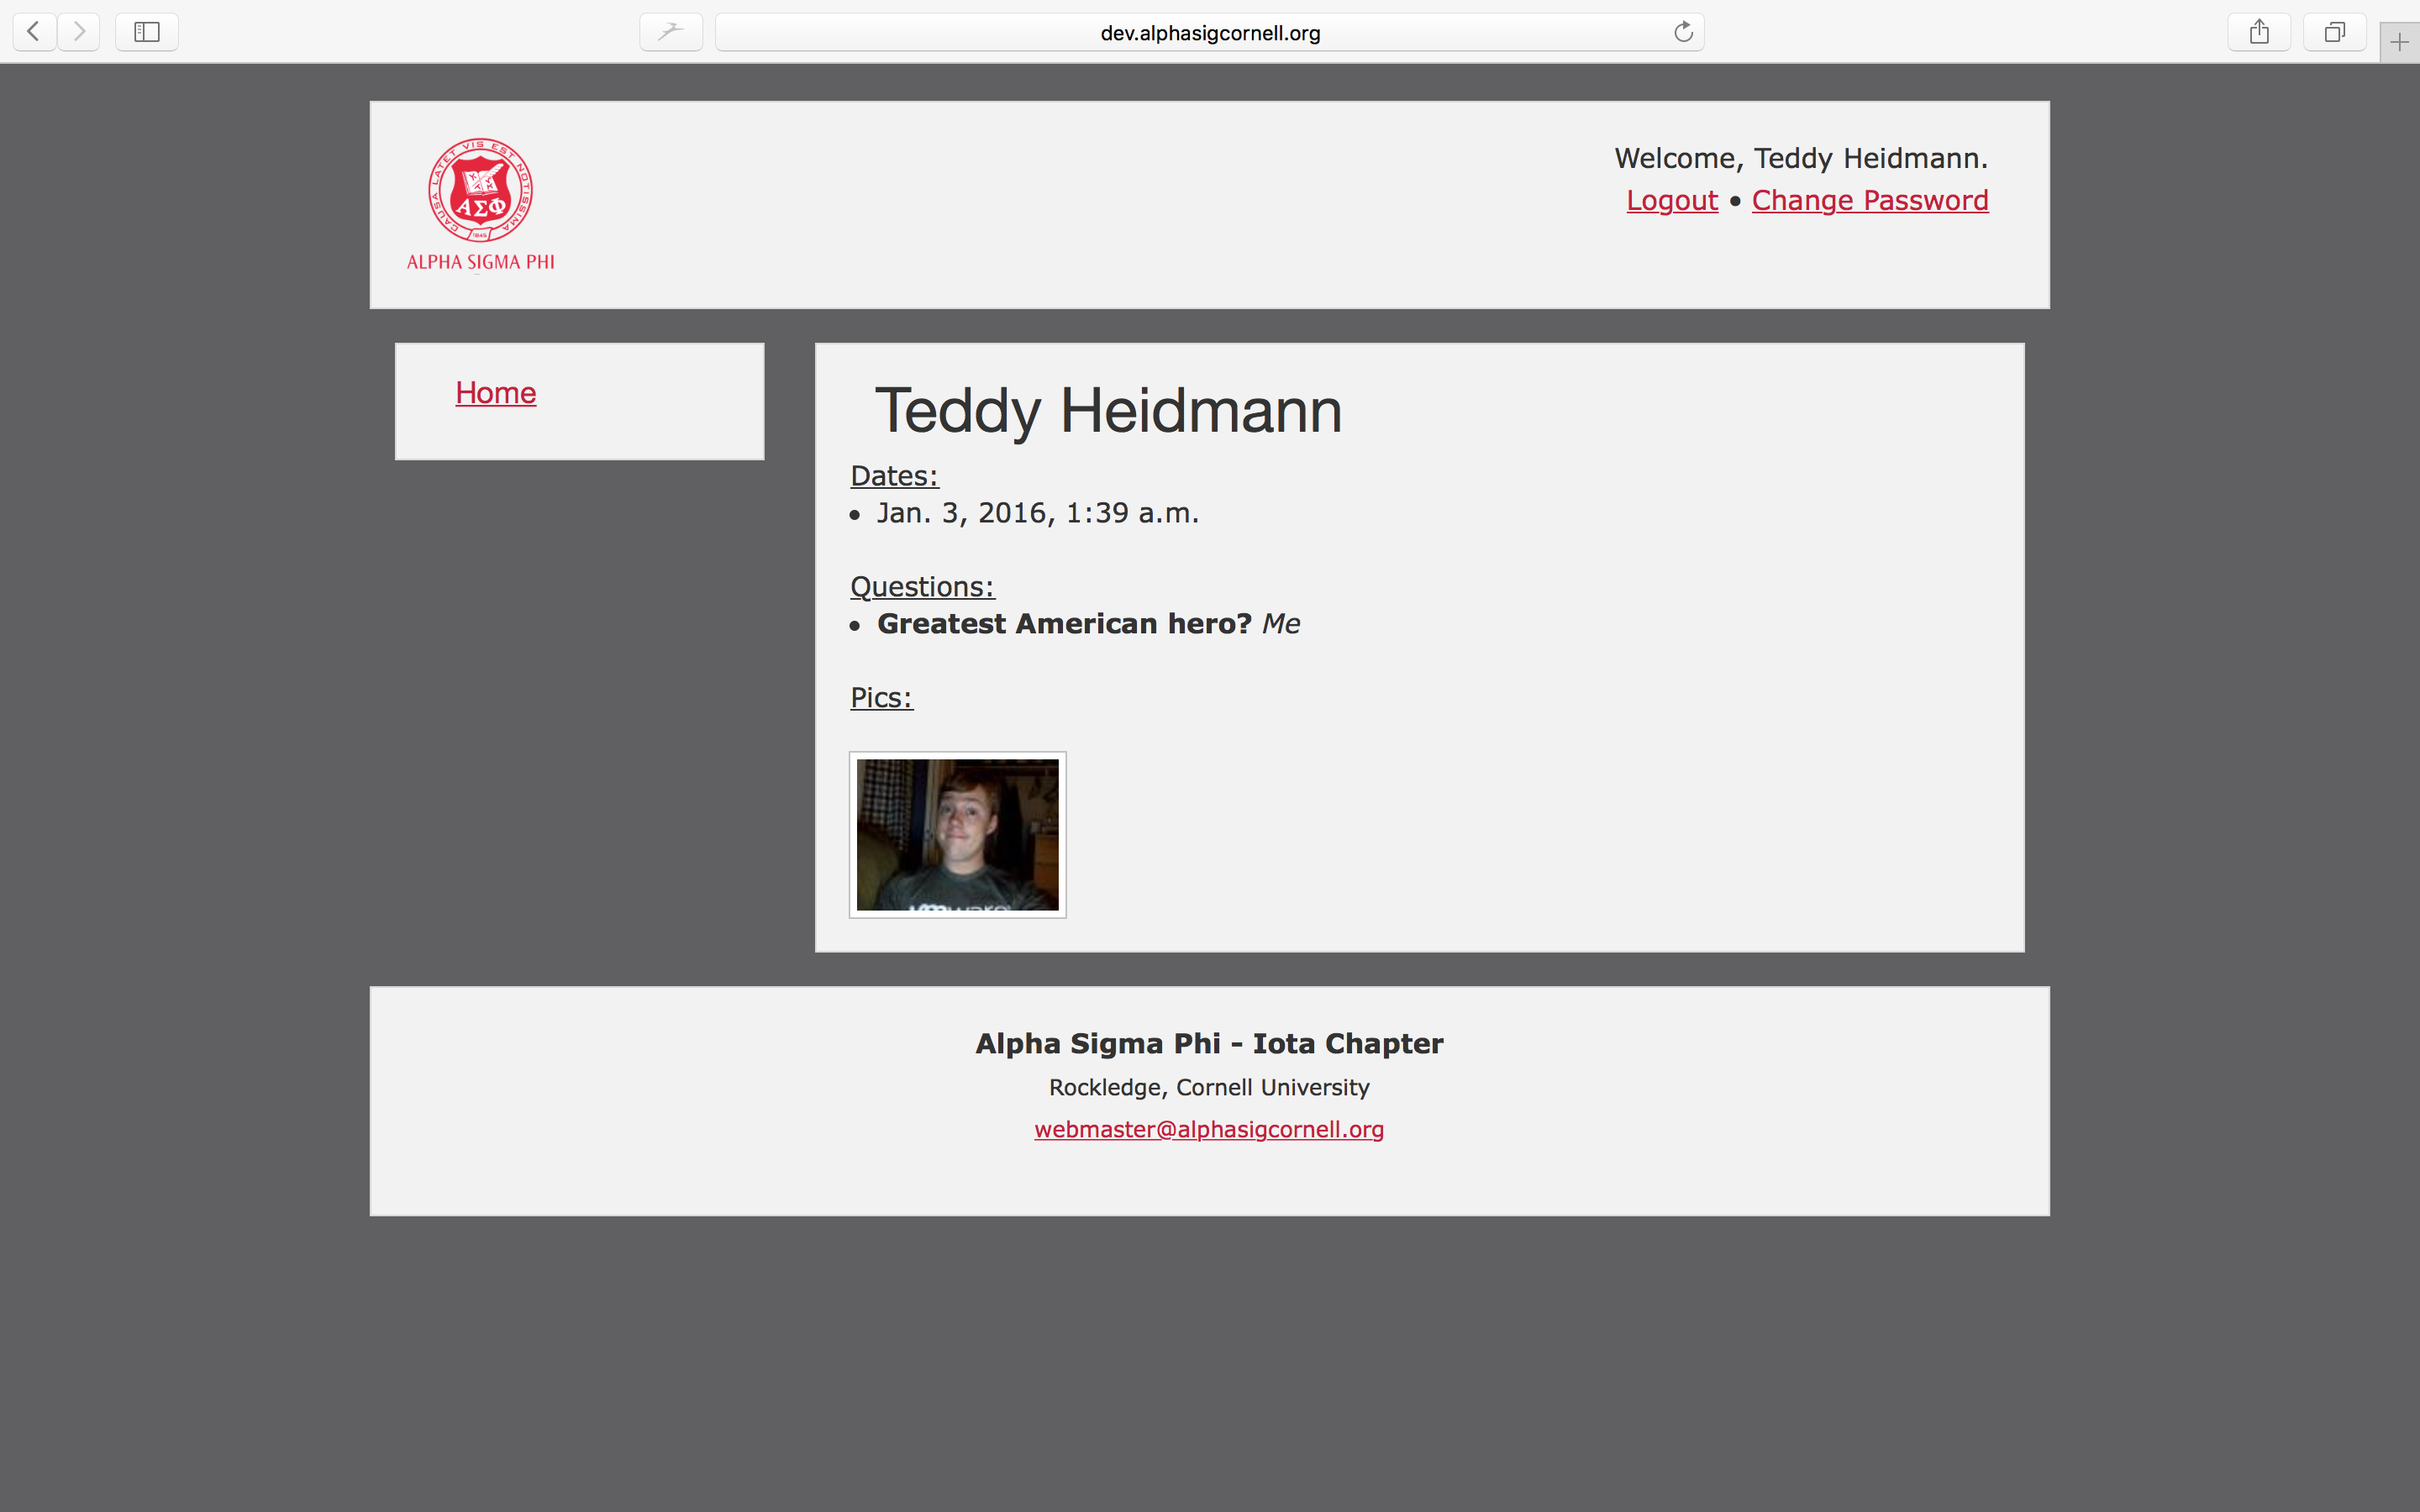 dev.alphasigcornell.org
CAUSA LATET VIS EST NOTISSIMA
ΑΣΦ
1845
ALPHA SIGMA PHI
Welcome, Teddy Heidmann.
Logout • Change Password
Home
Teddy Heidmann
Dates:
• Jan. 3, 2016, 1:39 a.m.
Questions:
• Greatest American hero? Me
Pics:
vmware
Alpha Sigma Phi - Iota Chapter
Rockledge, Cornell University
webmaster@alphasigcornell.org